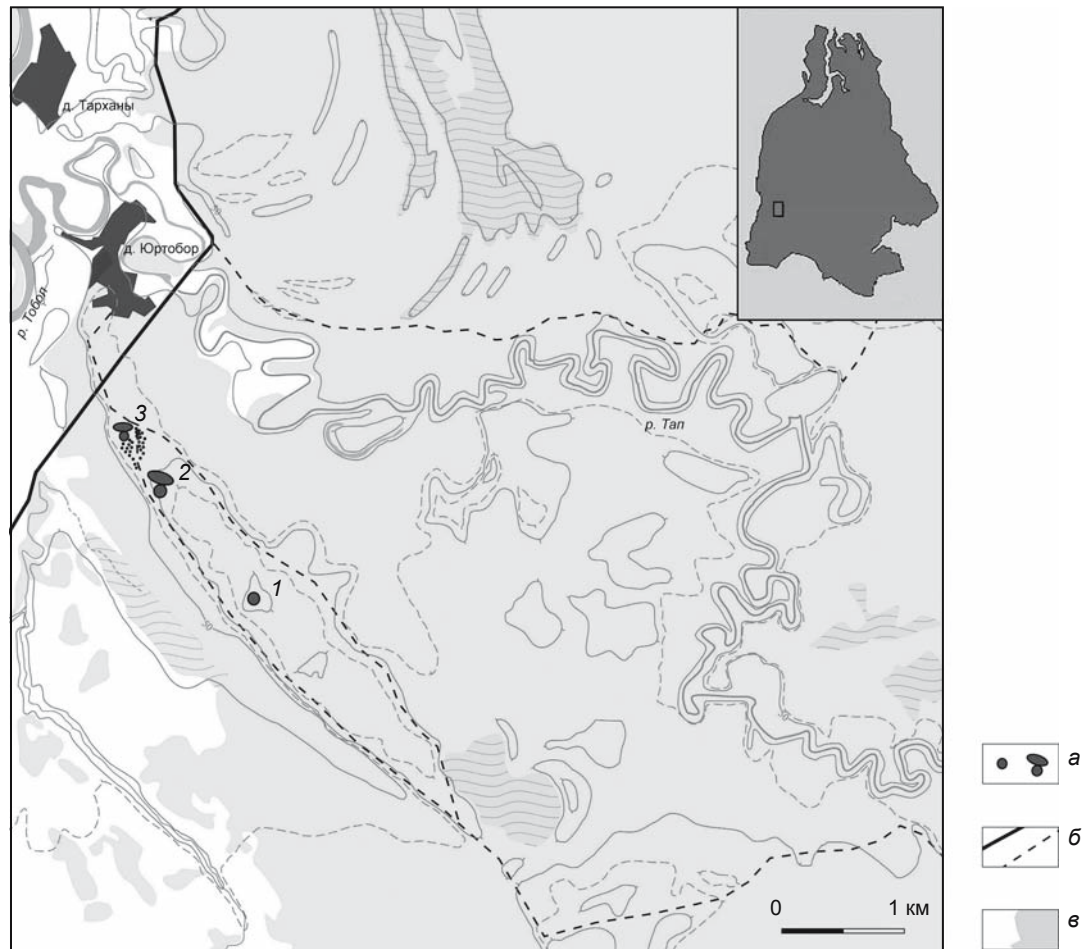 д. Тарханы
д. Юртобор
р. Тобол
р. Тап
3
2
1
0 1 км
а
б
в